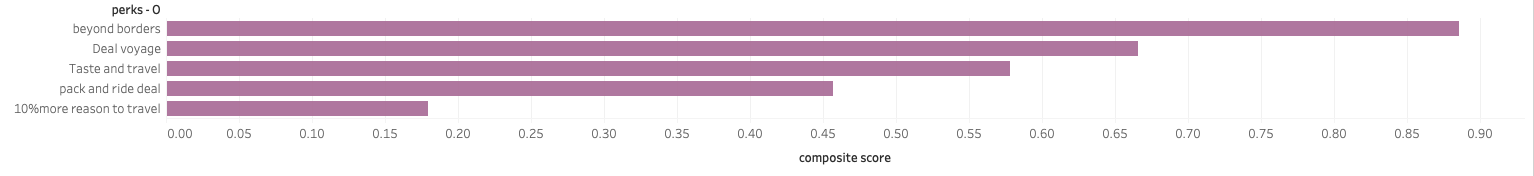 perks - O
beyond borders
Deal voyage
Taste and travel
pack and ride deal
10%more reason to travel
0.00 0.05 0.10 0.15 0.20 0.25 0.30 0.35 0.40 0.45 0.50 0.55 0.60 0.65 0.70 0.75 0.80 0.85 0.90
composite score